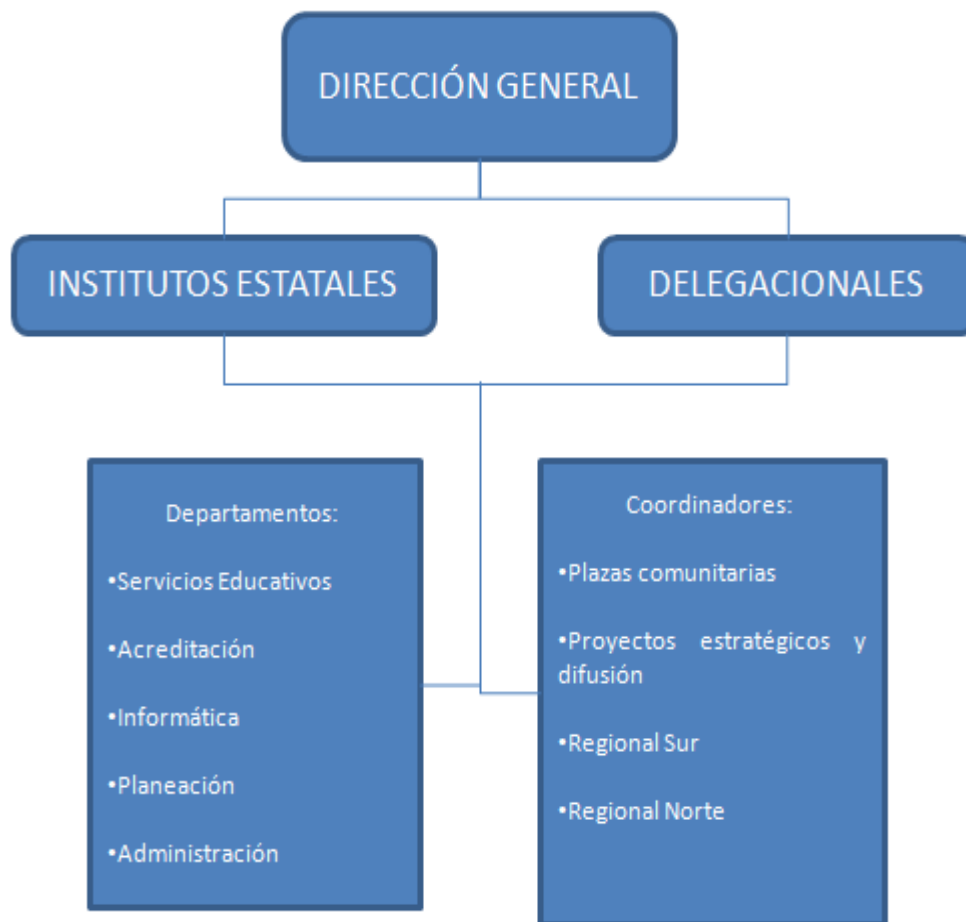 DIRECCIÓN GENERAL
INSTITUTOS ESTATALES
DELEGACIONALES
Departamentos:
•Servicios Educativos
•Acreditación
•Informática
•Planeación
•Administración
Coordinadores:
•Plazas comunitarias
•Proyectos estratégicos y
difusión
•Regional Sur
•Regional Norte